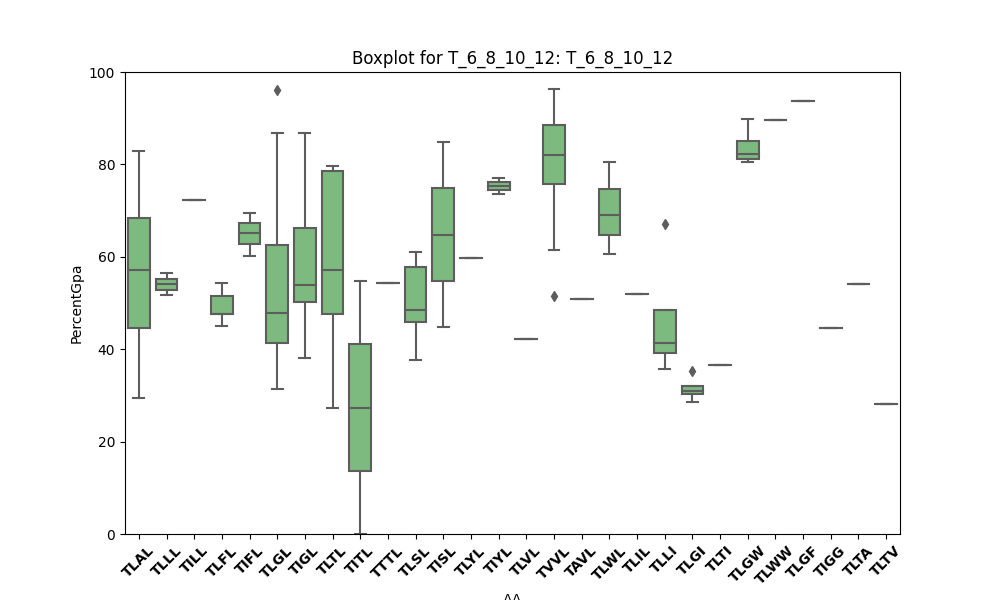 Boxplot for T_6_8_10_12: T_6_8_10_12
100
80
60
40
20
0
PercentGpa
TLAL
TLLL
TILL
TLFL
TIFL
TLGL
TIGL
TLTL
TITL
TTTL
TLSL
TISL
TLYL
TIYL
TLVL
TVVL
TAVL
TLWL
TLIL
TLLI
TLGI
TLTI
TLGW
TLWW
TLGF
TIGG
TLTA
TLTV
AA